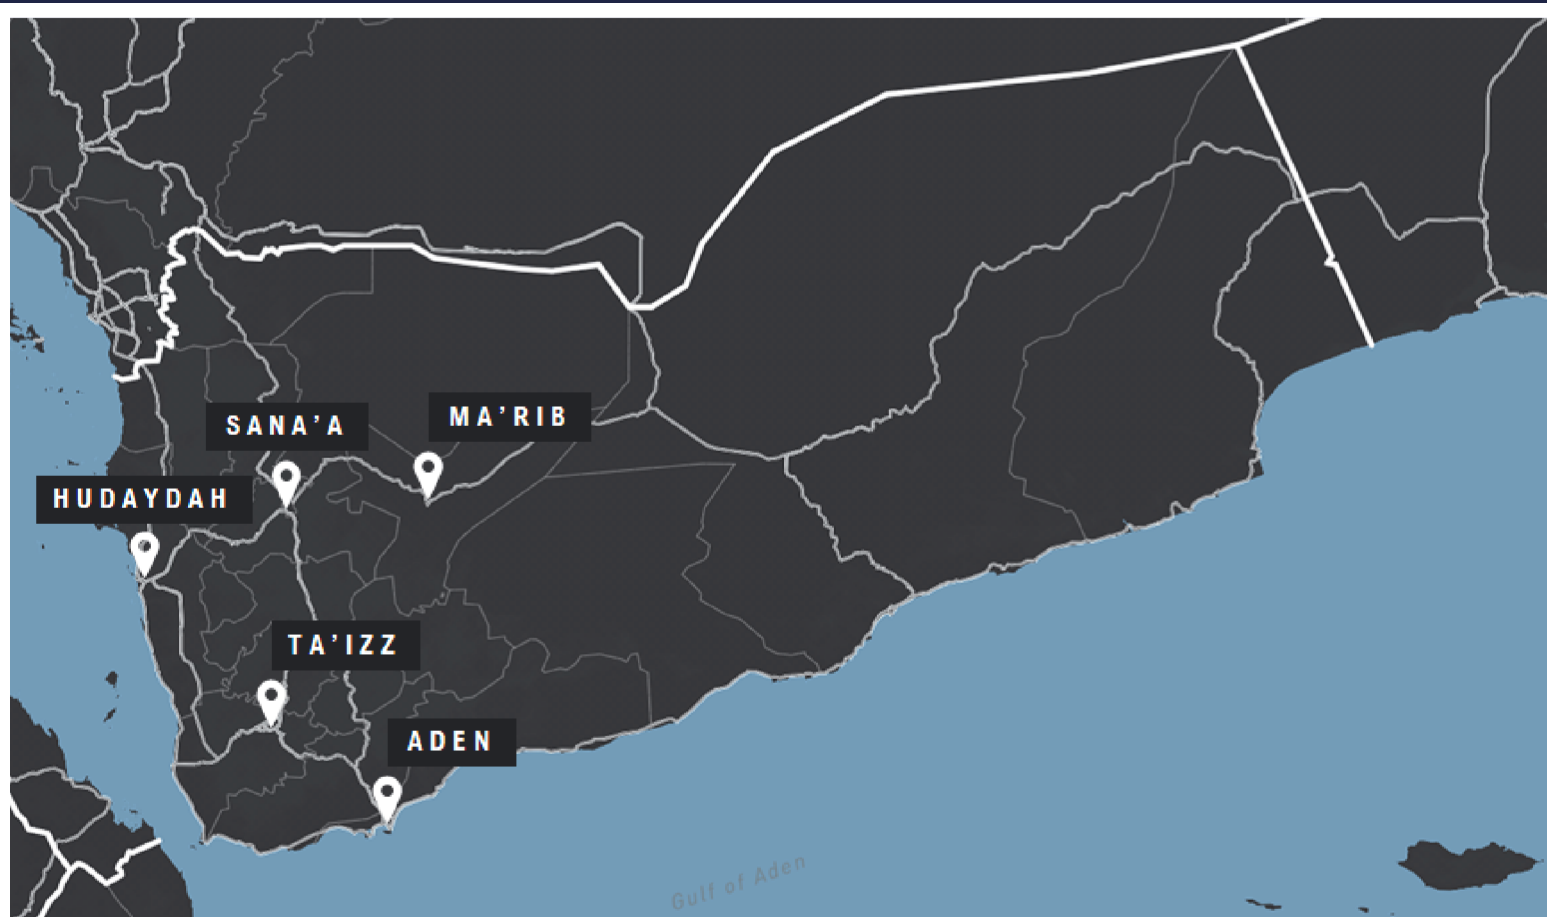 MA’RIB
SANA’A
HUDAYDAH
TA’IZZ
ADEN
Gulf of Aden